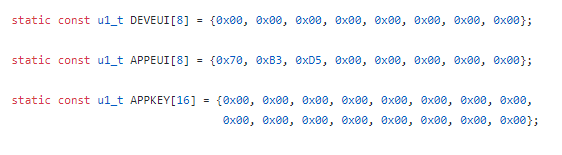 static const u1_t DEVEUI[8] = {0x00, 0x00, 0x00, 0x00, 0x00, 0x00, 0x00, 0x00};
static const u1_t APPEUI[8] = {0x70, 0xB3, 0xD5, 0x00, 0x00, 0x00, 0x00, 0x00};
static const u1_t APPKEY[16] = {0x00, 0x00, 0x00, 0x00, 0x00, 0x00, 0x00, 0x00,
0x00, 0x00, 0x00, 0x00, 0x00, 0x00, 0x00, 0x00};